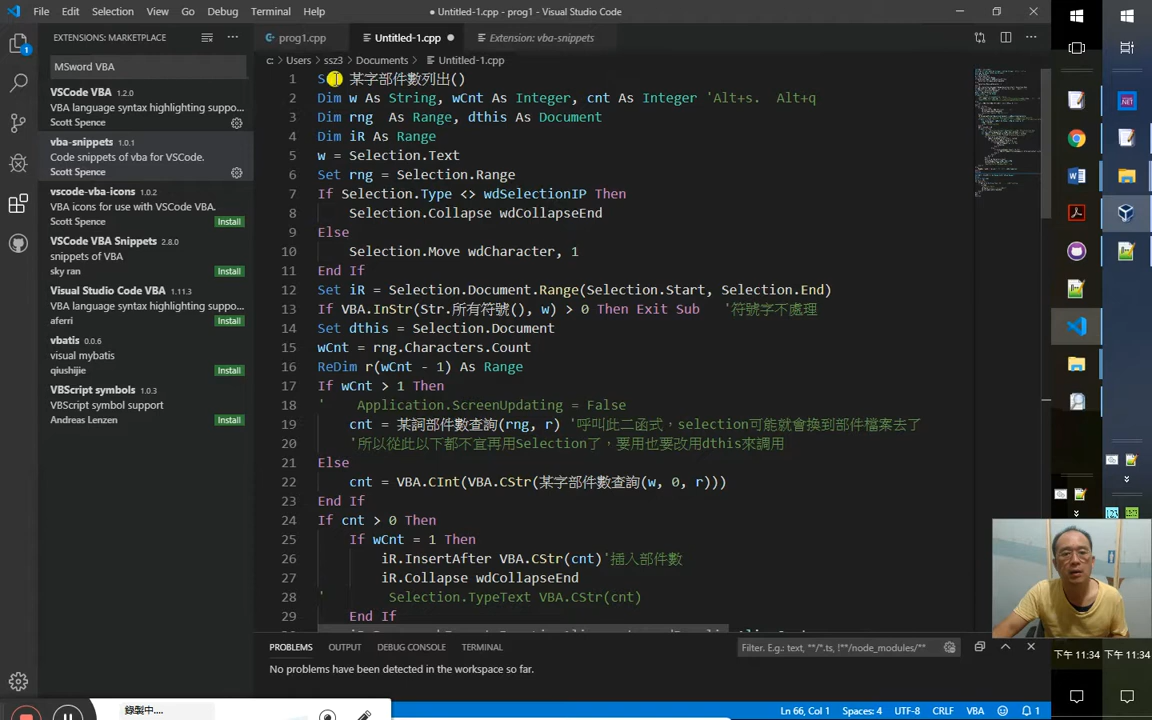 File Edit Selection View Go Debug Terminal Help
● Untitled-1.cpp - prog1 - Visual Studio Code
EXTENSIONS: MARKETPLACE
MSword VBA
VSCode VBA 1.2.0
VBA language syntax highlighting suppo...
Scott Spence
vba-snippets 1.0.1
Code snippets of vba for VSCode.
Scott Spence
vscode-vba-icons 1.0.2
VBA icons for use with VSCode VBA.
Scott Spence Install
VSCode VBA Snippets 2.8.0
snippets of VBA
sky ran Install
Visual Studio Code VBA 1.11.3
VBA language syntax highlighting suppo...
aferri Install
vbatis 0.0.6
visual mybatis
qiushijie Install
VBScript symbols 1.0.3
VBScript symbol support
Andreas Lenzen Install
prog1.cpp Untitled-1.cpp ● Extension: vba-snippets
c: > Users > ssz3 > Documents > Untitled-1.cpp
1 S 某字部件數列出()
2 Dim w As String, wCnt As Integer, cnt As Integer 'Alt+s. Alt+q
3 Dim rng As Range, dthis As Document
4 Dim iR As Range
5 w = Selection.Text
6 Set rng = Selection.Range
7 If Selection.Type <> wdSelectionIP Then
8 Selection.Collapse wdCollapseEnd
9 Else
10 Selection.Move wdCharacter, 1
11 End If
12 Set iR = Selection.Document.Range(Selection.Start, Selection.End)
13 If VBA.InStr(Str.所有符號(), w) > 0 Then Exit Sub '符號字不處理
14 Set dthis = Selection.Document
15 wCnt = rng.Characters.Count
16 ReDim r(wCnt - 1) As Range
17 If wCnt > 1 Then
18 ' Application.ScreenUpdating = False
19 cnt = 某詞部件數查詢(rng, r) '呼叫此二函式，selection可能就會換到部件檔案去了
20 '所以從此以下都不宜再用Selection了，要用也要改用dthis來調用
21 Else
22 cnt = VBA.CInt(VBA.CStr(某字部件數查詢(w, 0, r)))
23 End If
24 If cnt > 0 Then
25 If wCnt = 1 Then
26 iR.InsertAfter VBA.CStr(cnt)'插入部件數
27 iR.Collapse wdCollapseEnd
28 ' Selection.TypeText VBA.CStr(cnt)
29 End If
PROBLEMS OUTPUT DEBUG CONSOLE TERMINAL
Filter. E.g.: text, **/*.ts, !**/node_modules/**
No problems have been detected in the workspace so far.
Ln 66, Col 1 Spaces: 4 UTF-8 CRLF VBA 1
錄製中....
下午 11:34 下午 11:34